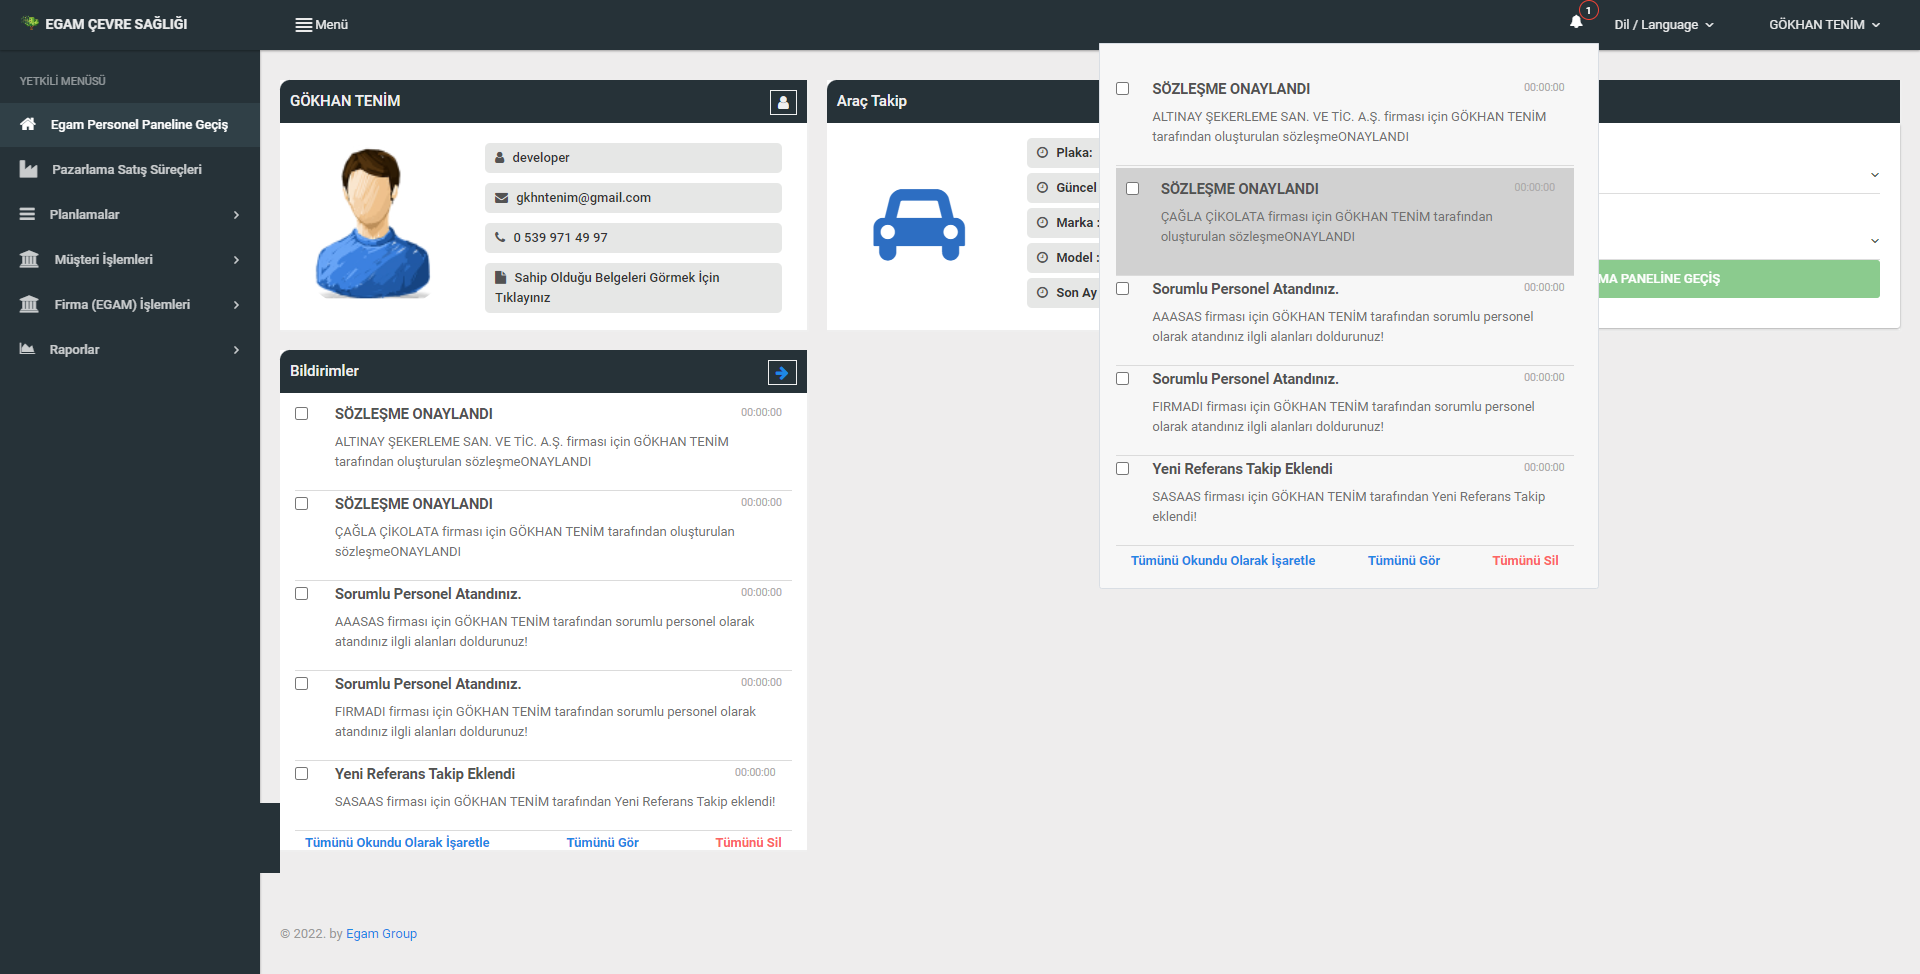 EGAM ÇEVRE SAĞLIĞI
Menü
1
Dil / Language
GÖKHAN TENİM
YETKİLİ MENÜSÜ
Egam Personel Paneline Geçiş
Pazarlama Satış Süreçleri
Planlamalar
Müşteri İşlemleri
Firma (EGAM) İşlemleri
Raporlar
GÖKHAN TENİM
developer
gkhntenim@gmail.com
0 539 971 49 97
Sahip Olduğu Belgeleri Görmek İçin
Tıklayınız
Araç Takip
Plaka:
Güncel
Marka :
Model :
Son Ay
MA PANELİNE GEÇİŞ
SÖZLEŞME ONAYLANDI 00:00:00
ALTINAY ŞEKERLEME SAN. VE TİC. A.Ş. firması için GÖKHAN TENİM
tarafından oluşturulan sözleşmeONAYLANDI
SÖZLEŞME ONAYLANDI 00:00:00
ÇAĞLA ÇİKOLATA firması için GÖKHAN TENİM tarafından
oluşturulan sözleşmeONAYLANDI
Sorumlu Personel Atandınız. 00:00:00
AAASAS firması için GÖKHAN TENİM tarafından sorumlu personel
olarak atandınız ilgli alanları doldurunuz!
Sorumlu Personel Atandınız. 00:00:00
FIRMADI firması için GÖKHAN TENİM tarafından sorumlu personel
olarak atandınız ilgli alanları doldurunuz!
Yeni Referans Takip Eklendi 00:00:00
SASAAS firması için GÖKHAN TENİM tarafından Yeni Referans Takip
eklendi!
Tümünü Okundu Olarak İşaretle Tümünü Gör Tümünü Sil
Bildirimler
SÖZLEŞME ONAYLANDI 00:00:00
ALTINAY ŞEKERLEME SAN. VE TİC. A.Ş. firması için GÖKHAN TENİM
tarafından oluşturulan sözleşmeONAYLANDI
SÖZLEŞME ONAYLANDI 00:00:00
ÇAĞLA ÇİKOLATA firması için GÖKHAN TENİM tarafından oluşturulan
sözleşmeONAYLANDI
Sorumlu Personel Atandınız. 00:00:00
AAASAS firması için GÖKHAN TENİM tarafından sorumlu personel olarak
atandınız ilgli alanları doldurunuz!
Sorumlu Personel Atandınız. 00:00:00
FIRMADI firması için GÖKHAN TENİM tarafından sorumlu personel olarak
atandınız ilgli alanları doldurunuz!
Yeni Referans Takip Eklendi 00:00:00
SASAAS firması için GÖKHAN TENİM tarafından Yeni Referans Takip eklendi!
Tümünü Okundu Olarak İşaretle Tümünü Gör Tümünü Sil
© 2022. by Egam Group